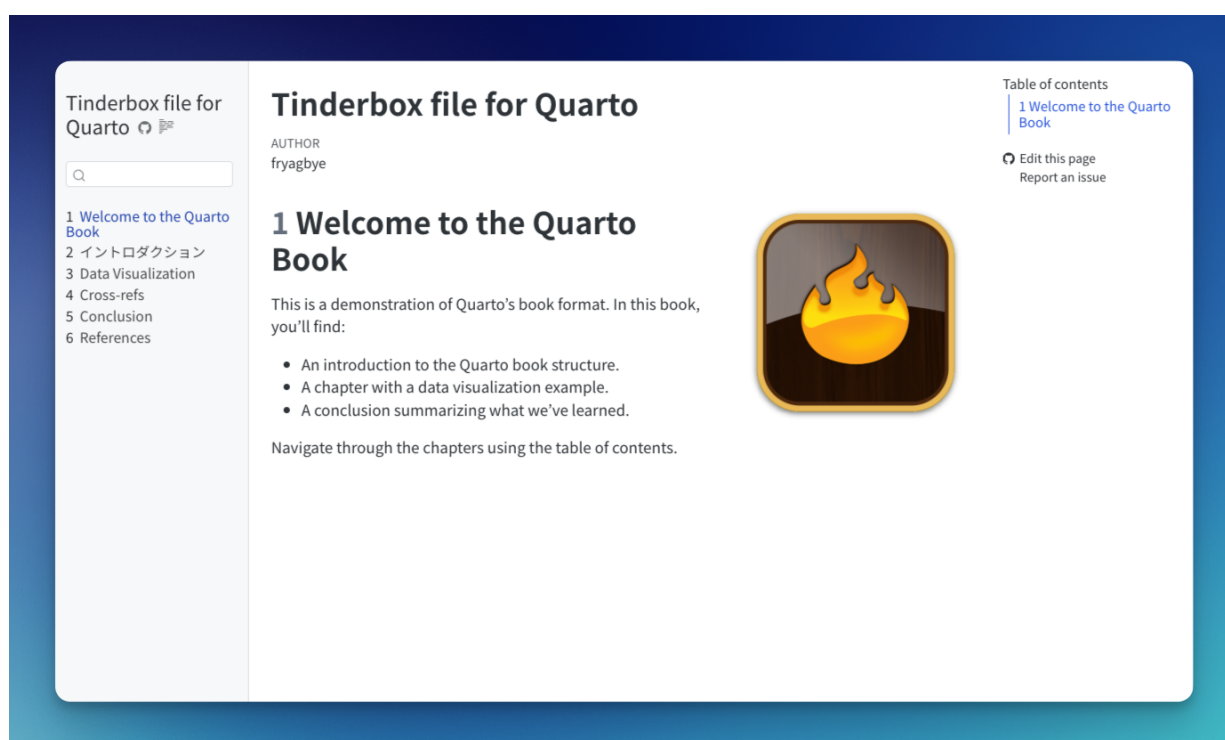 Tinderbox file for
Quarto
1 Welcome to the Quarto
Book
2 イントロダクション
3 Data Visualization
4 Cross-refs
5 Conclusion
6 References
Tinderbox file for Quarto
AUTHOR
fryagbye
1 Welcome to the Quarto
Book
This is a demonstration of Quarto’s book format. In this book,
you’ll find:
• An introduction to the Quarto book structure.
• A chapter with a data visualization example.
• A conclusion summarizing what we’ve learned.
Navigate through the chapters using the table of contents.
Table of contents
1 Welcome to the Quarto
Book
Edit this page
Report an issue